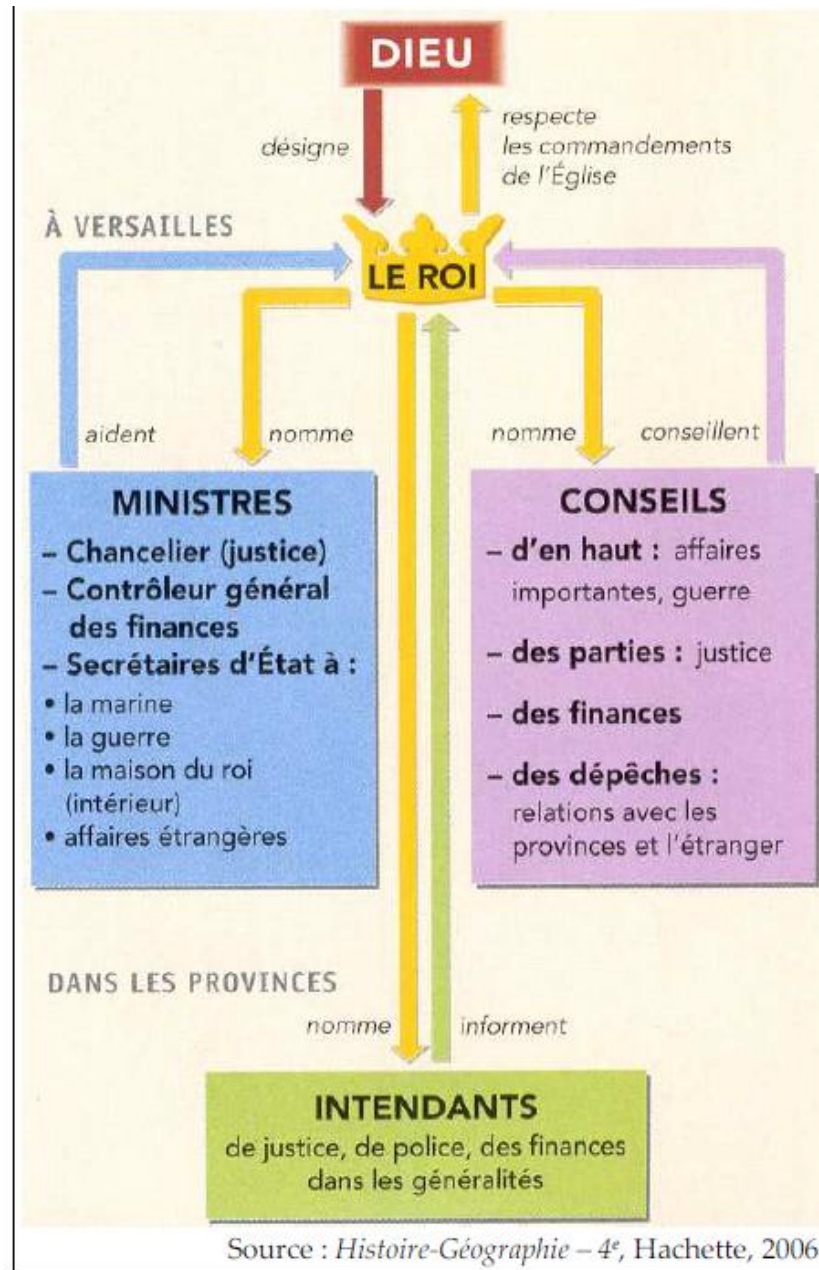 DIEU
désigne
respecte
les commandements
de l'Église
À VERSAILLES
LE ROI
aident
nomme
nomme
conseillent
MINISTRES
– Chancelier (justice)
– Contrôleur général
des finances
– Secrétaires d'État à :
• la marine
• la guerre
• la maison du roi
(intérieur)
• affaires étrangères
CONSEILS
– d'en haut : affaires
importantes, guerre
– des parties : justice
– des finances
– des dépêches :
relations avec les
provinces et l'étranger
DANS LES PROVINCES
nomme
informent
INTENDANTS
de justice, de police, des finances
dans les généralités
Source : Histoire-Géographie – 4e, Hachette, 2006